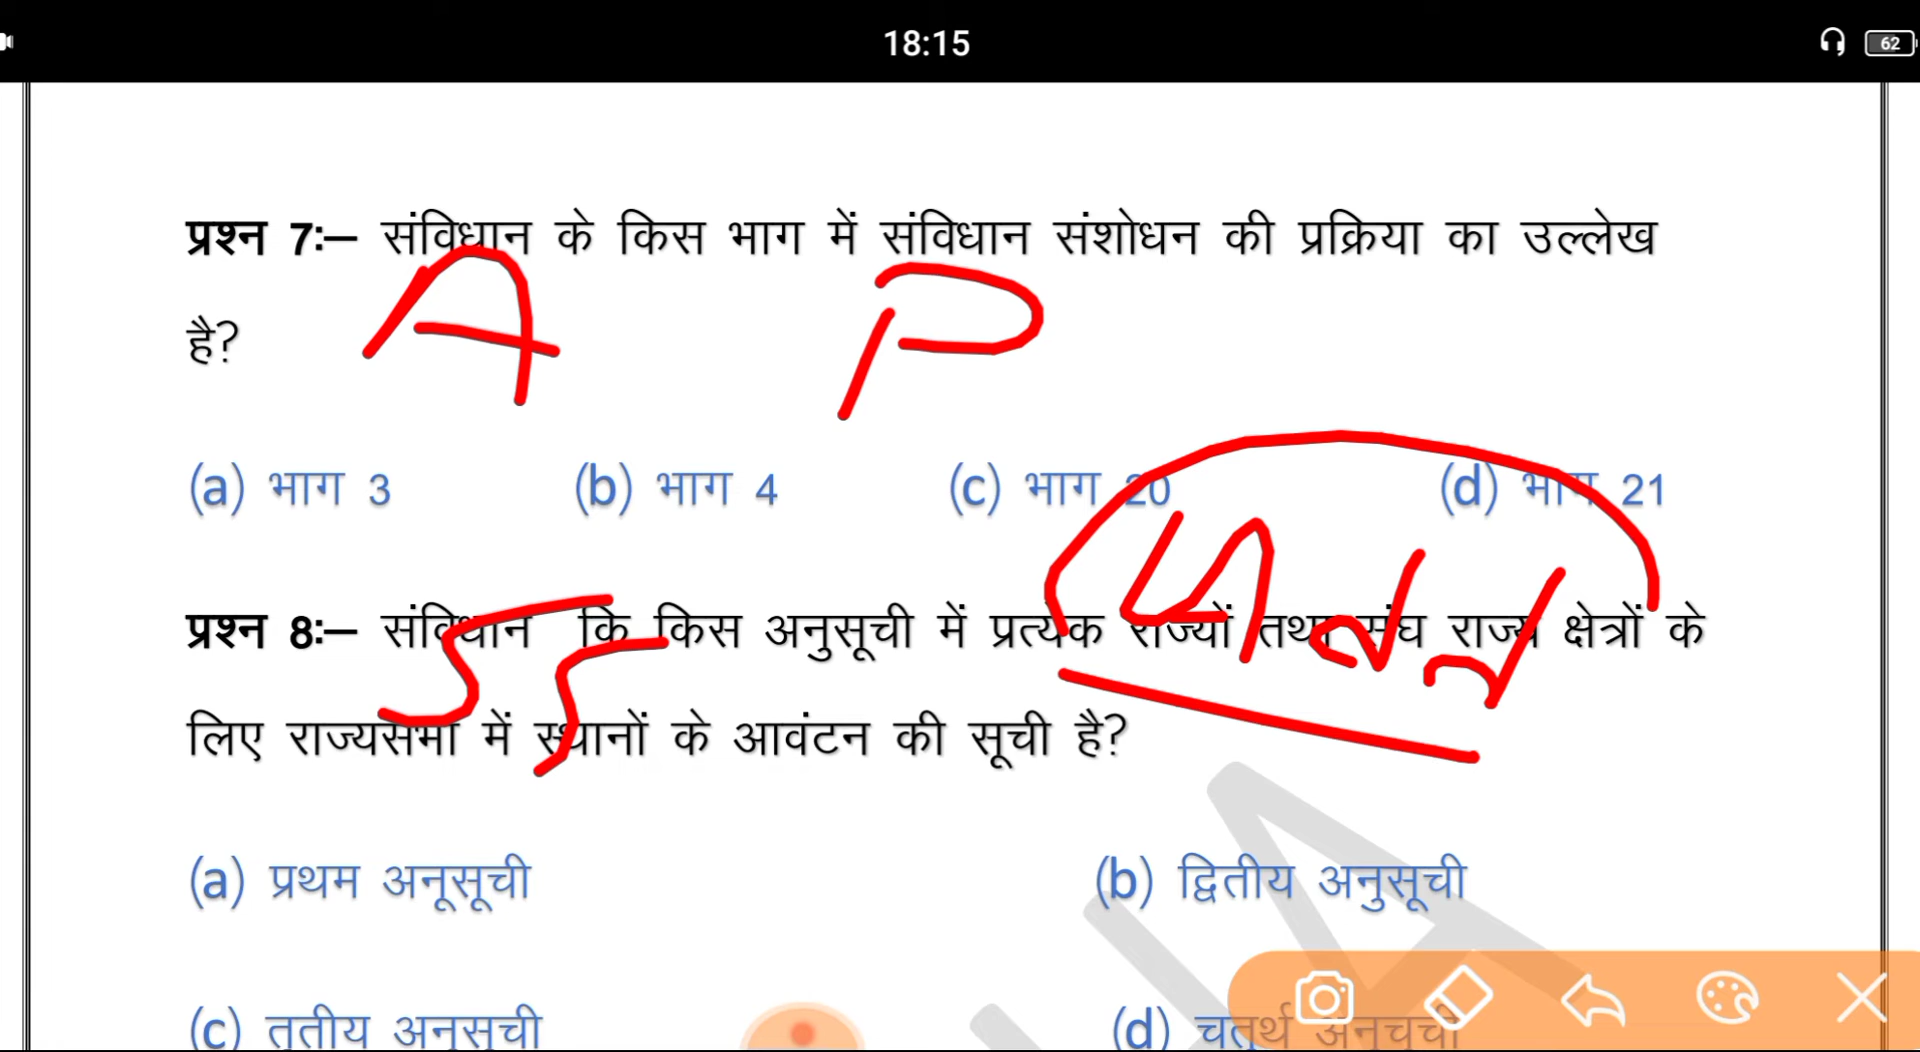 18:15
62
प्रश्न 7:— संविधान के किस भाग में संविधान संशोधन की प्रक्रिया का उल्लेख
है?
A P
(a) भाग 3 (b) भाग 4 (c) भाग 20 (d) भाग 21
प्रश्न 8:— संविधान कि किस अनुसूची में प्रत्येक राज्यों तथा संघ राज्य क्षेत्रों के
लिए राज्यसभा में स्थानों के आवंटन की सूची है?
(a) प्रथम अनूसूची (b) द्वितीय अनुसूची
(c) तृतीय अनुसूची (d) चतुर्थ